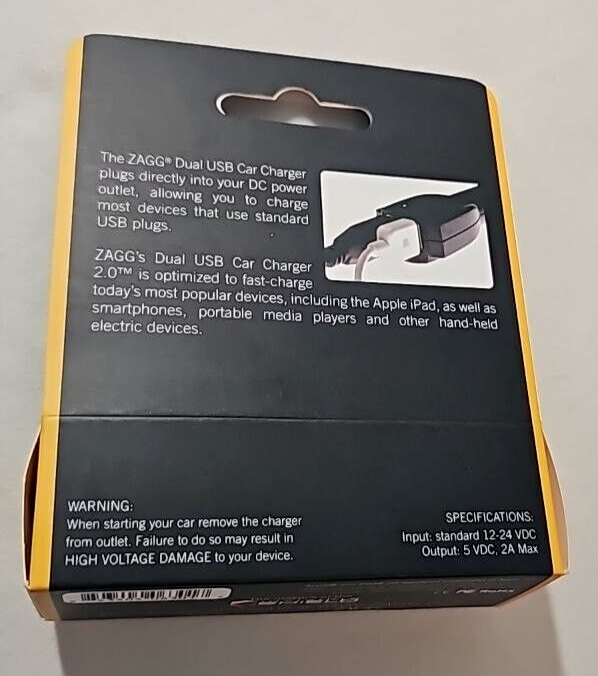 The ZAGG® Dual USB Car Charger
plugs directly into your DC power
outlet, allowing you to charge
most devices that use standard
USB plugs.
ZAGG's Dual USB Car Charger
2.0™ is optimized to fast-charge
today's most popular devices, including the Apple iPad, as well as
smartphones, portable media players and other hand-held
electric devices.
WARNING:
When starting your car remove the charger
from outlet. Failure to do so may result in
HIGH VOLTAGE DAMAGE to your device.
SPECIFICATIONS:
Input: standard 12-24 VDC
Output: 5 VDC, 2A Max